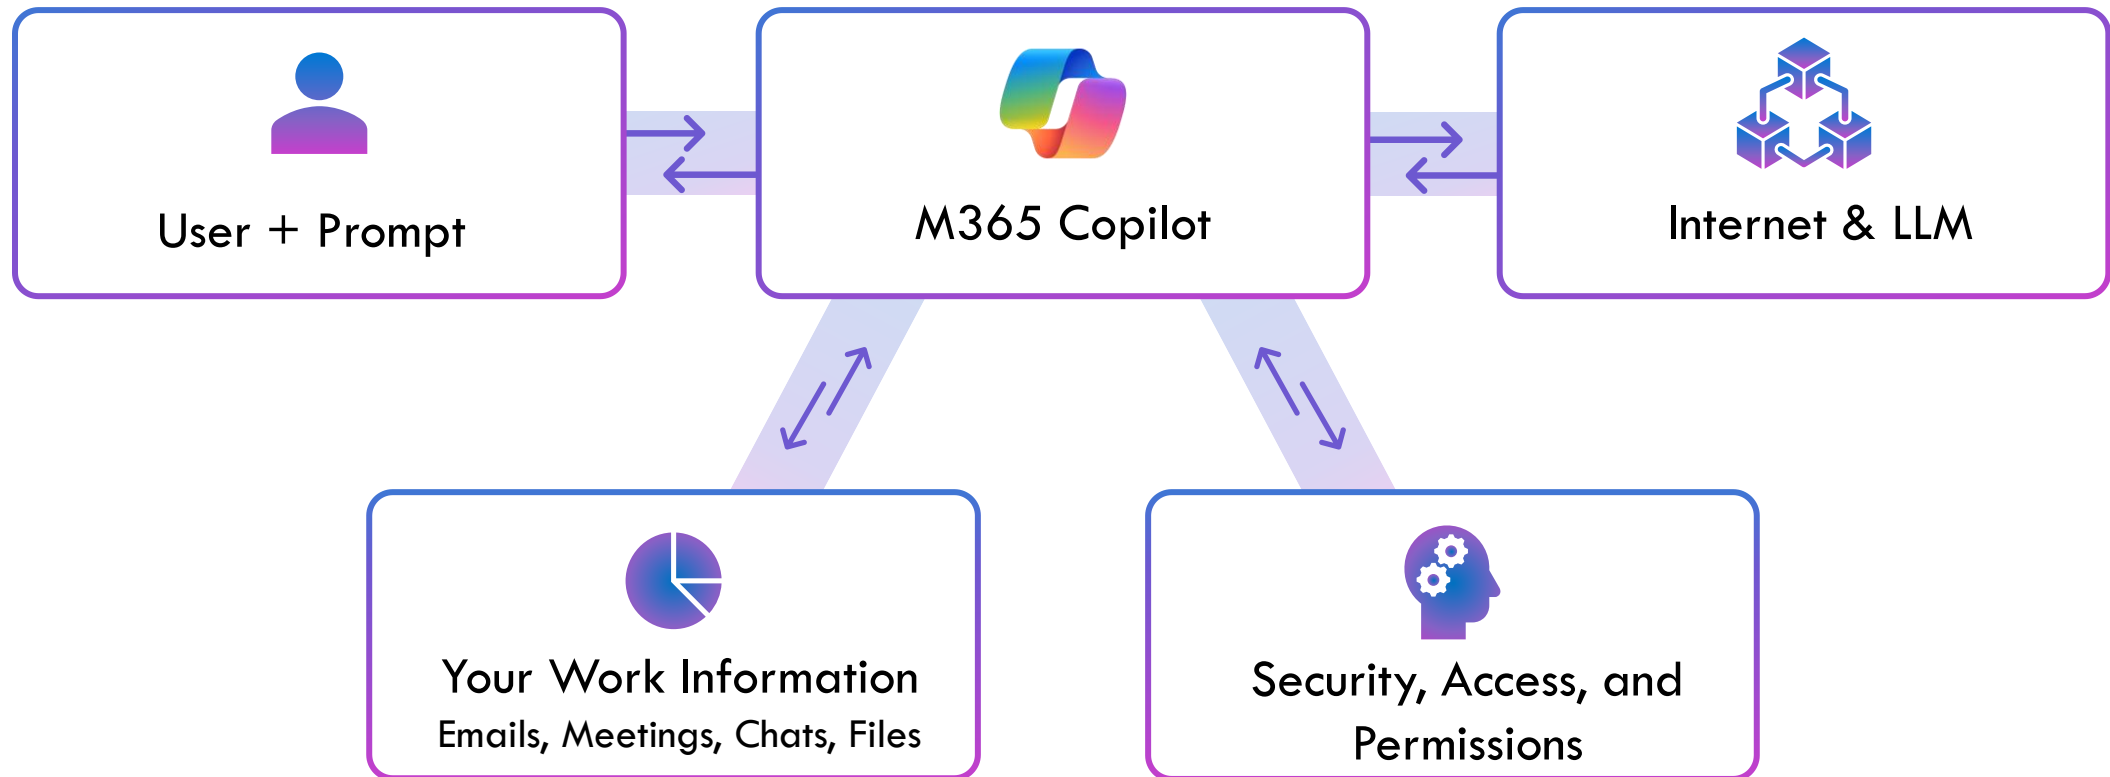 User + Prompt
M365 Copilot
Internet & LLM
Your Work Information
Emails, Meetings, Chats, Files
Security, Access, and
Permissions